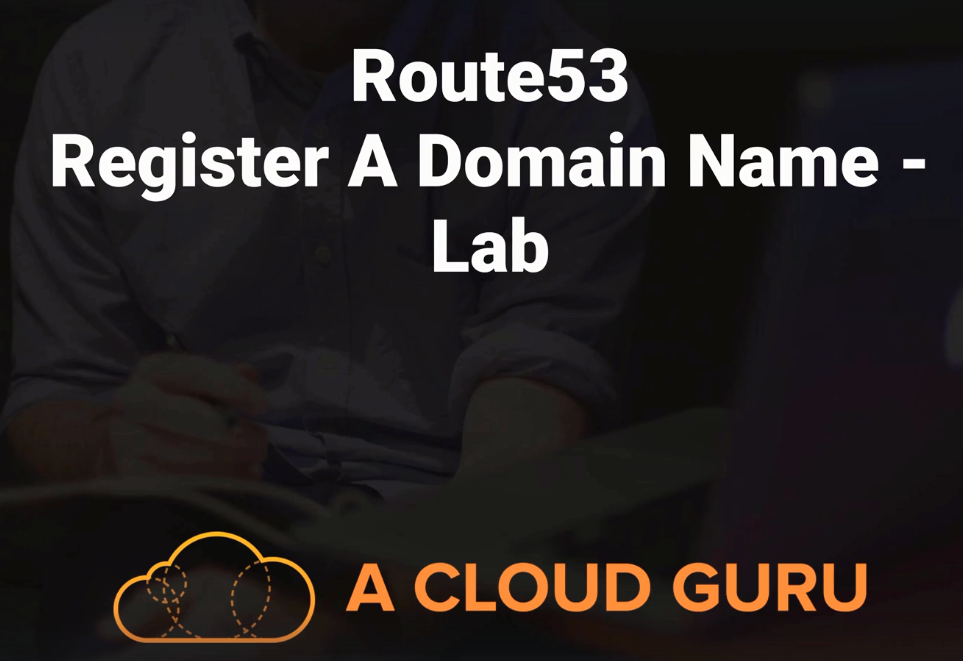 Route53
Register A Domain Name -
Lab
A CLOUD GURU